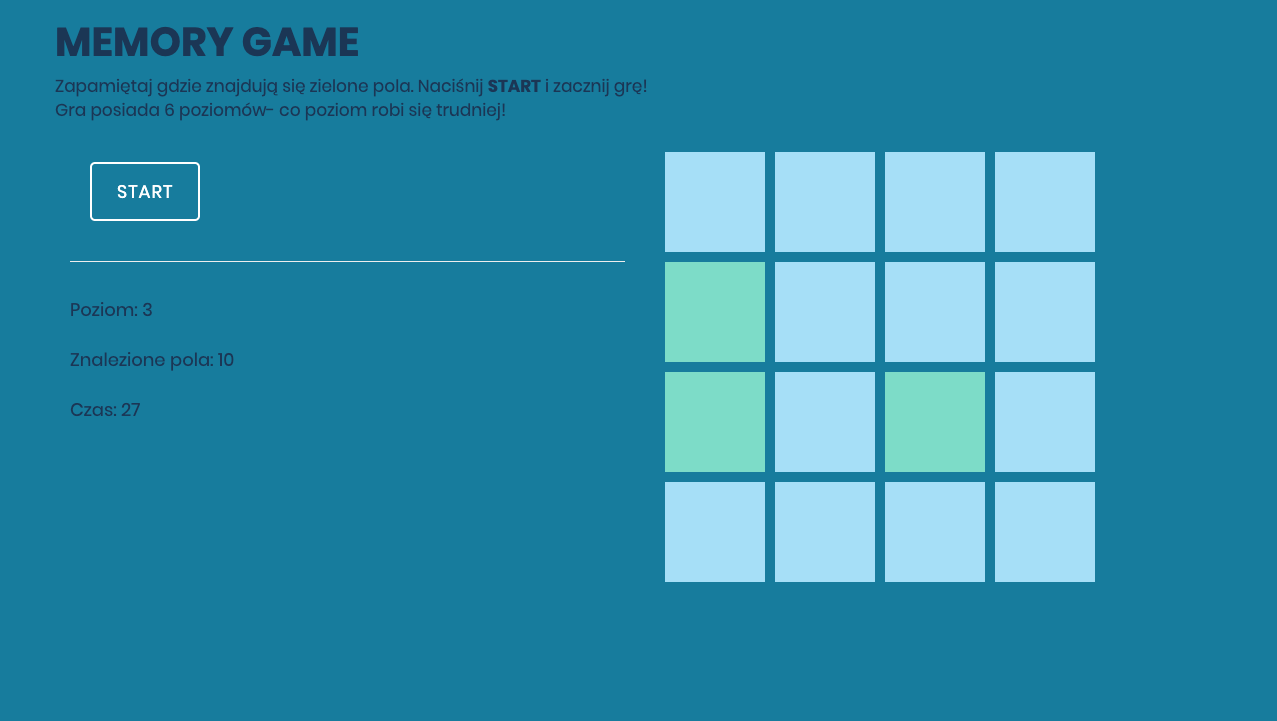 MEMORY GAME
Zapamiętaj gdzie znajdują się zielone pola. Naciśnij START i zacznij grę!
Gra posiada 6 poziomów- co poziom robi się trudniej!
START
Poziom: 3
Znalezione pola: 10
Czas: 27